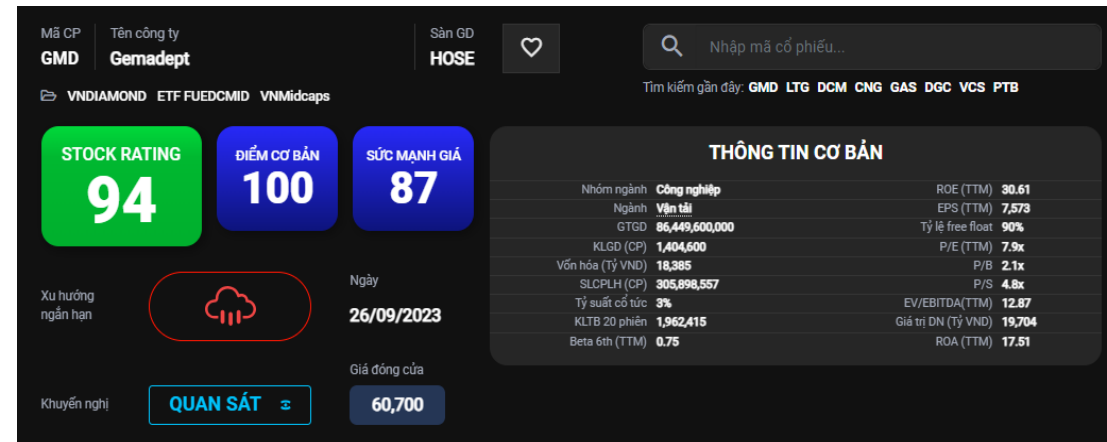 Mã CP Tên công ty Sàn GD
GMD Gemadept HOSE
Nhập mã cổ phiếu...
Tìm kiếm gần đây: GMD LTG DCM CNG GAS DGC VCS PTB
VNDIAMOND ETF FUEDCMID VNMidcaps
STOCK RATING
94
ĐIỂM CƠ BẢN
100
SỨC MẠNH GIÁ
87
Xu hướng
ngắn hạn
Ngày
26/09/2023
Khuyến nghị
QUAN SÁT
Giá đóng cửa
60,700
THÔNG TIN CƠ BẢN
Nhóm ngành Công nghiệp ROE (TTM) 30.61
Ngành Vận tải EPS (TTM) 7,573
GTGD 86,449,600,000 Tỷ lệ free float 90%
KLGD (CP) 1,404,600 P/E (TTM) 7.9x
Vốn hóa (Tỷ VND) 18,385 P/B 2.1x
SLCPLH (CP) 305,898,557 P/S 4.8x
Tỷ suất cổ tức 3% EV/EBITDA(TTM) 12.87
KLTB 20 phiên 1,962,415 Giá trị DN (Tỷ VND) 19,704
Beta 6th (TTM) 0.75 ROA (TTM) 17.51